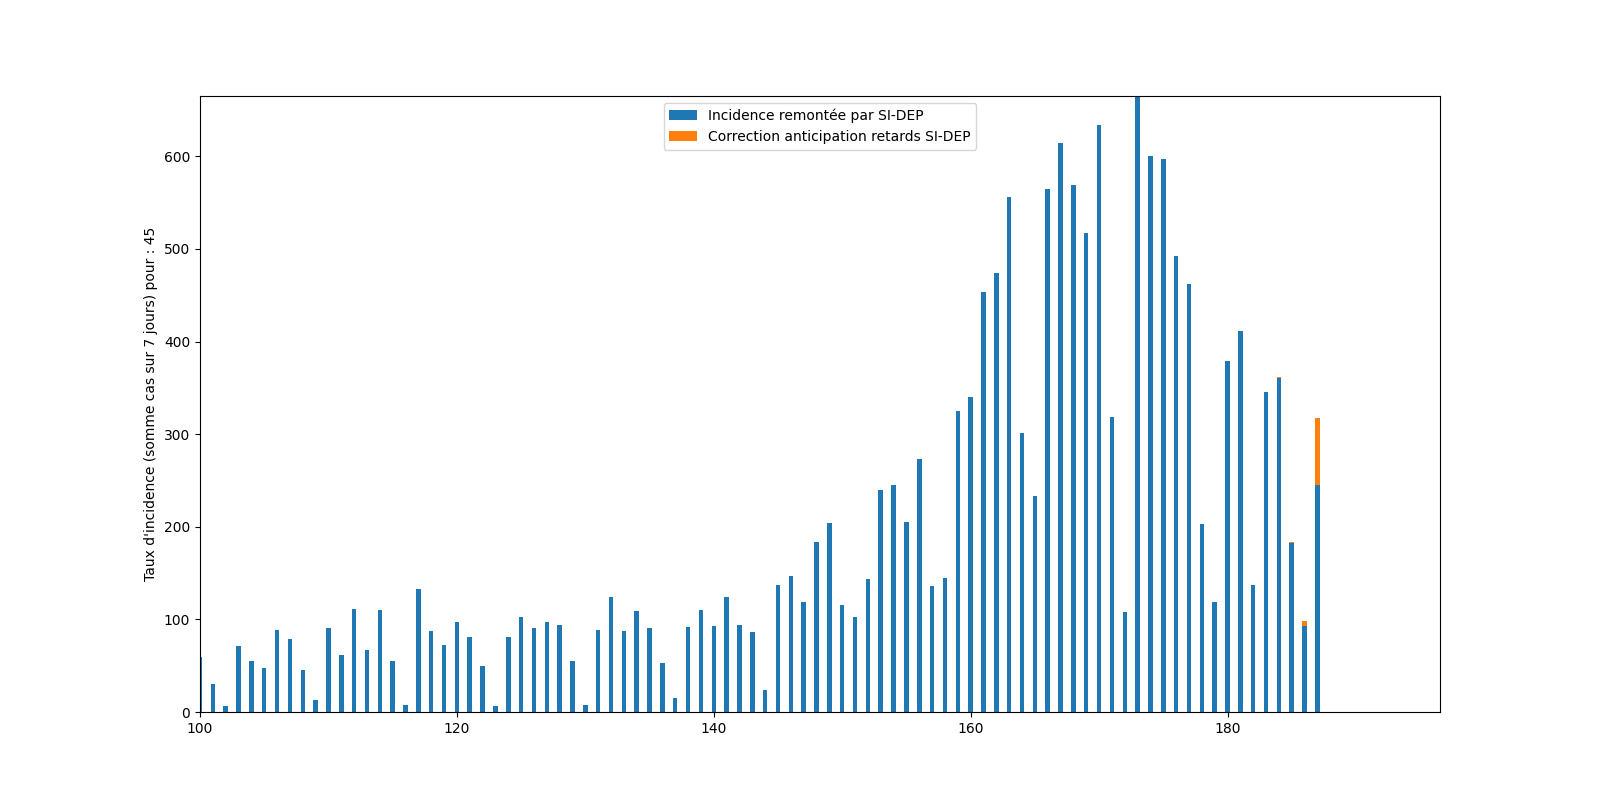 Incidence remontée par SI-DEP
Correction anticipation retards SI-DEP
Taux d'incidence (somme cas sur 7 jours) pour : 45
600
500
400
300
200
100
0
100 120 140 160 180